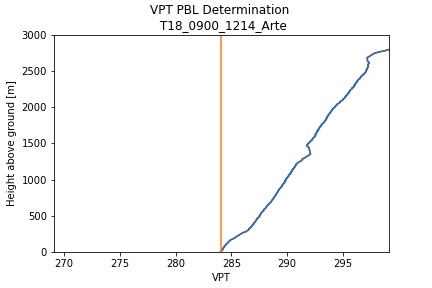 VPT PBL Determination
T18_0900_1214_Arte
3000
2500
2000
1500
1000
500
0
Height above ground [m]
270 275 280 285 290 295
VPT